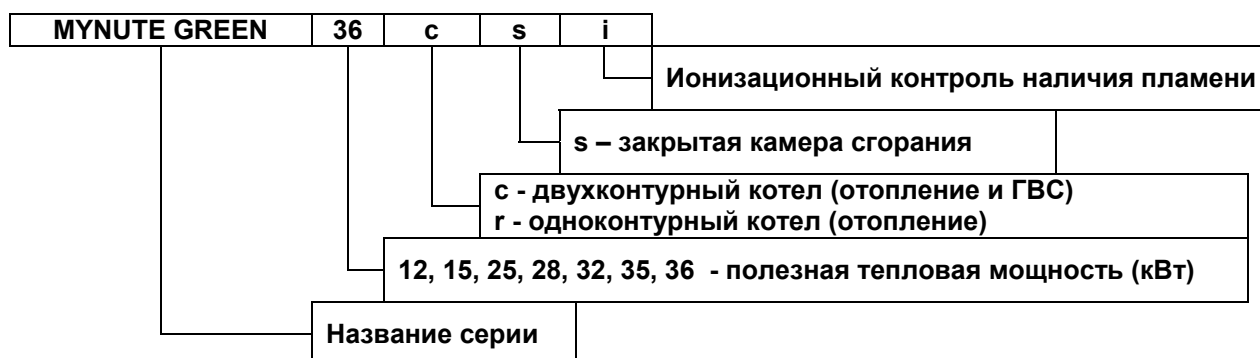 MYNUTE GREEN 36 c s i
Ионизационный контроль наличия пламени
s – закрытая камера сгорания
c - двухконтурный котел (отопление и ГВС)
r - одноконтурный котел (отопление)
12, 15, 25, 28, 32, 35, 36 - полезная тепловая мощность (кВт)
Название серии